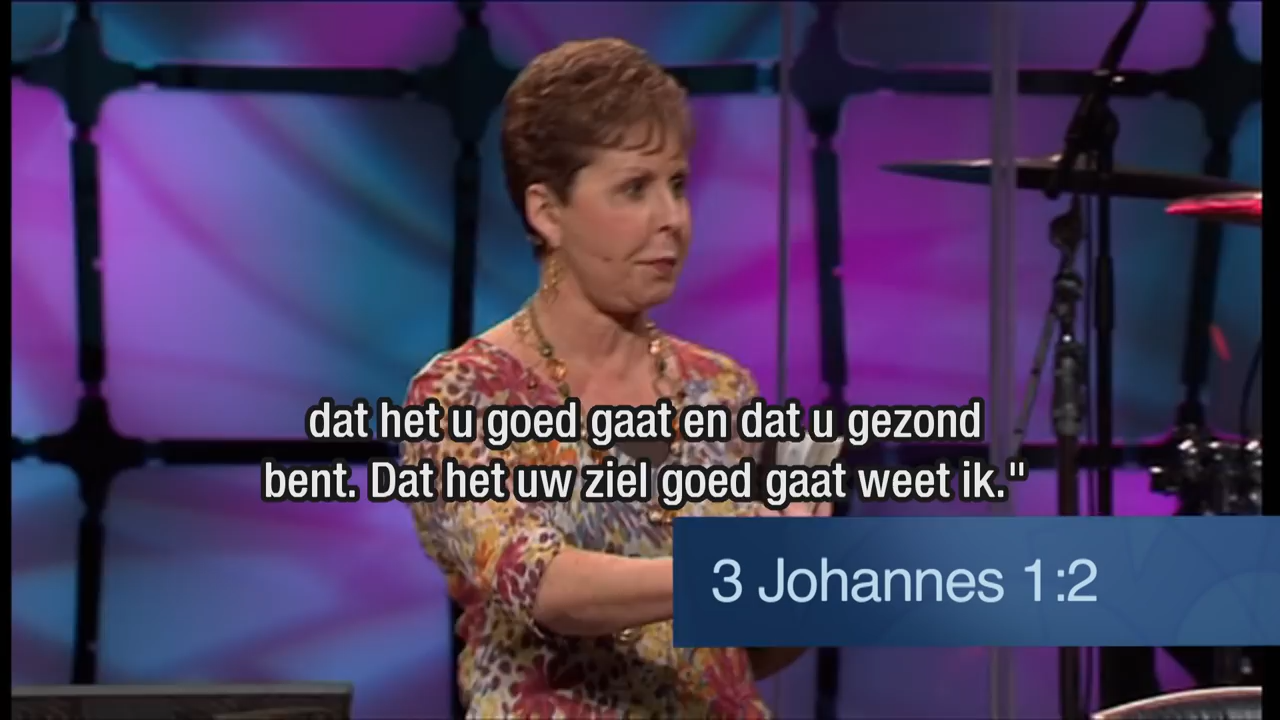 dat het u goed gaat en dat u gezond
bent. Dat het uw ziel goed gaat weet ik."
3 Johannes 1:2